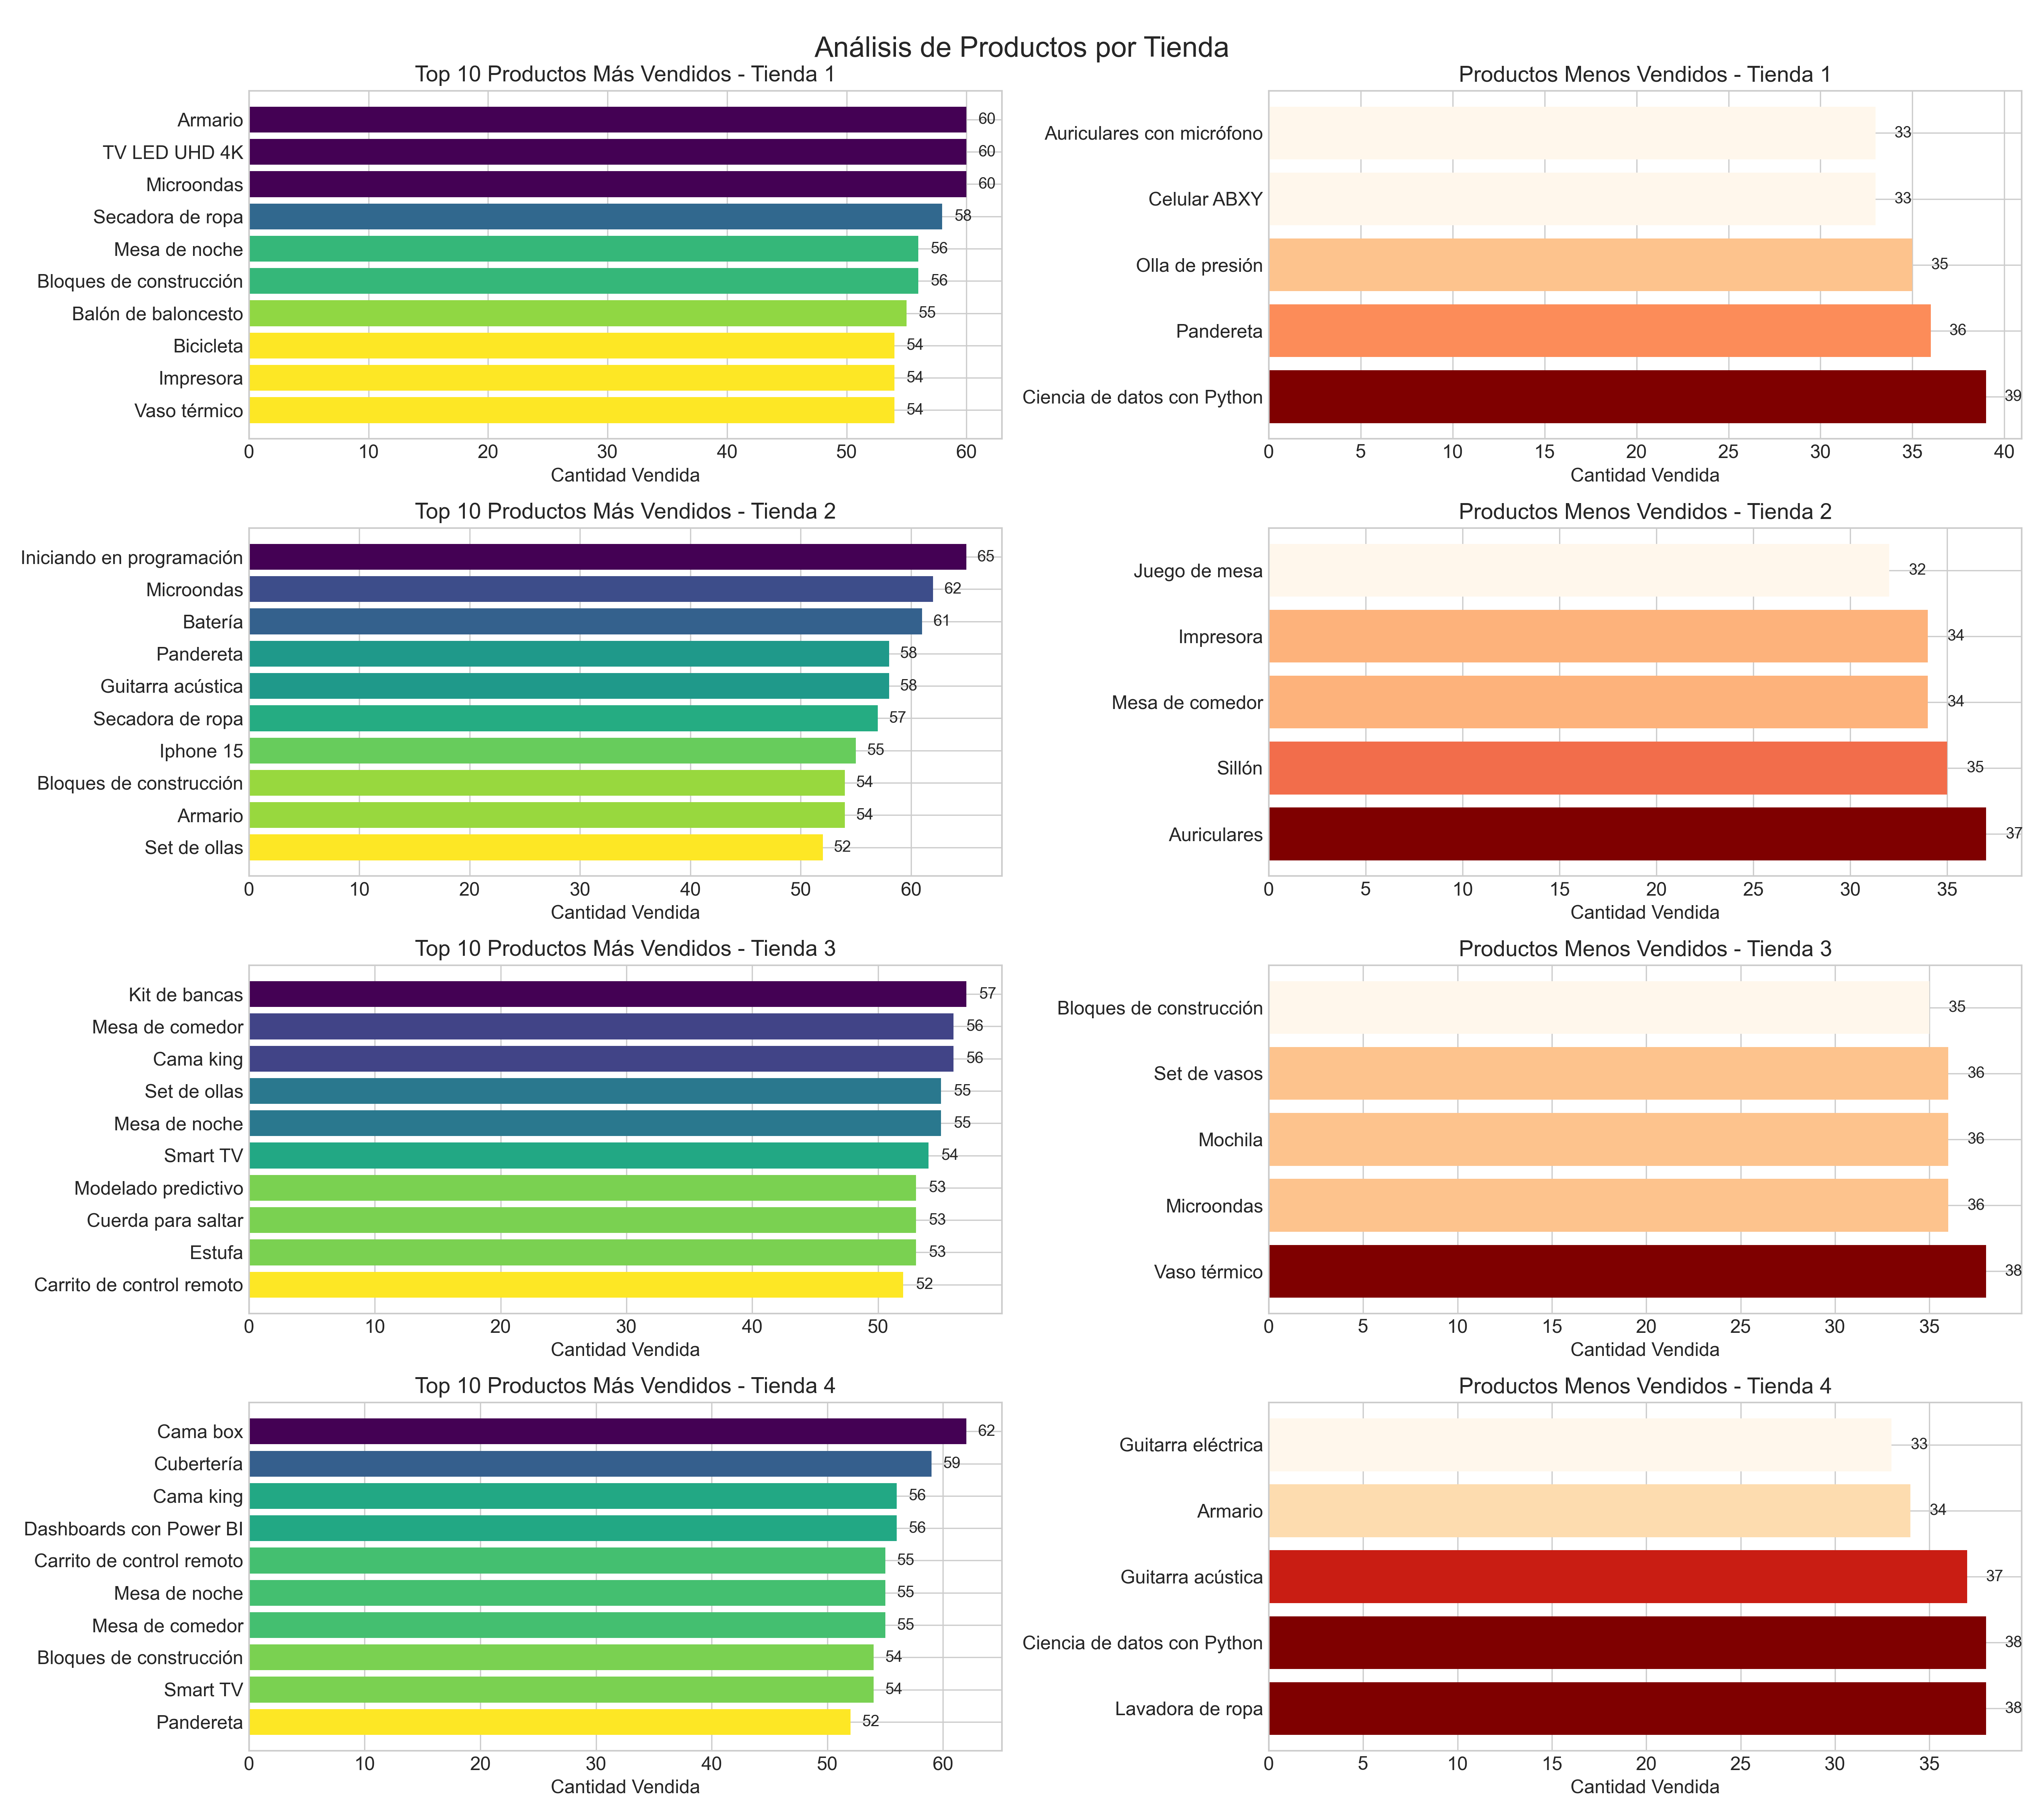 Análisis de Productos por Tienda
Top 10 Productos Más Vendidos - Tienda 1
Armario 60
TV LED UHD 4K 60
Microondas 60
Secadora de ropa 58
Mesa de noche 56
Bloques de construcción 56
Balón de baloncesto 55
Bicicleta 54
Impresora 54
Vaso térmico 54
0 10 20 30 40 50 60
Cantidad Vendida
Productos Menos Vendidos - Tienda 1
Auriculares con micrófono 33
Celular ABXY 33
Olla de presión 35
Pandereta 36
Ciencia de datos con Python 39
0 5 10 15 20 25 30 35 40
Cantidad Vendida
Top 10 Productos Más Vendidos - Tienda 2
Iniciando en programación 65
Microondas 62
Batería 61
Pandereta 58
Guitarra acústica 58
Secadora de ropa 57
Iphone 15 55
Bloques de construcción 54
Armario 54
Set de ollas 52
0 10 20 30 40 50 60
Cantidad Vendida
Productos Menos Vendidos - Tienda 2
Juego de mesa 32
Impresora 34
Mesa de comedor 34
Sillón 35
Auriculares 37
0 5 10 15 20 25 30 35
Cantidad Vendida
Top 10 Productos Más Vendidos - Tienda 3
Kit de bancas 57
Mesa de comedor 56
Cama king 56
Set de ollas 55
Mesa de noche 55
Smart TV 54
Modelado predictivo 53
Cuerda para saltar 53
Estufa 53
Carrito de control remoto 52
0 10 20 30 40 50
Cantidad Vendida
Productos Menos Vendidos - Tienda 3
Bloques de construcción 35
Set de vasos 36
Mochila 36
Microondas 36
Vaso térmico 38
0 5 10 15 20 25 30 35
Cantidad Vendida
Top 10 Productos Más Vendidos - Tienda 4
Cama box 62
Cubertería 59
Cama king 56
Dashboards con Power BI 56
Carrito de control remoto 55
Mesa de noche 55
Mesa de comedor 55
Bloques de construcción 54
Smart TV 54
Pandereta 52
0 10 20 30 40 50 60
Cantidad Vendida
Productos Menos Vendidos - Tienda 4
Guitarra eléctrica 33
Armario 34
Guitarra acústica 37
Ciencia de datos con Python 38
Lavadora de ropa 38
0 5 10 15 20 25 30 35
Cantidad Vendida